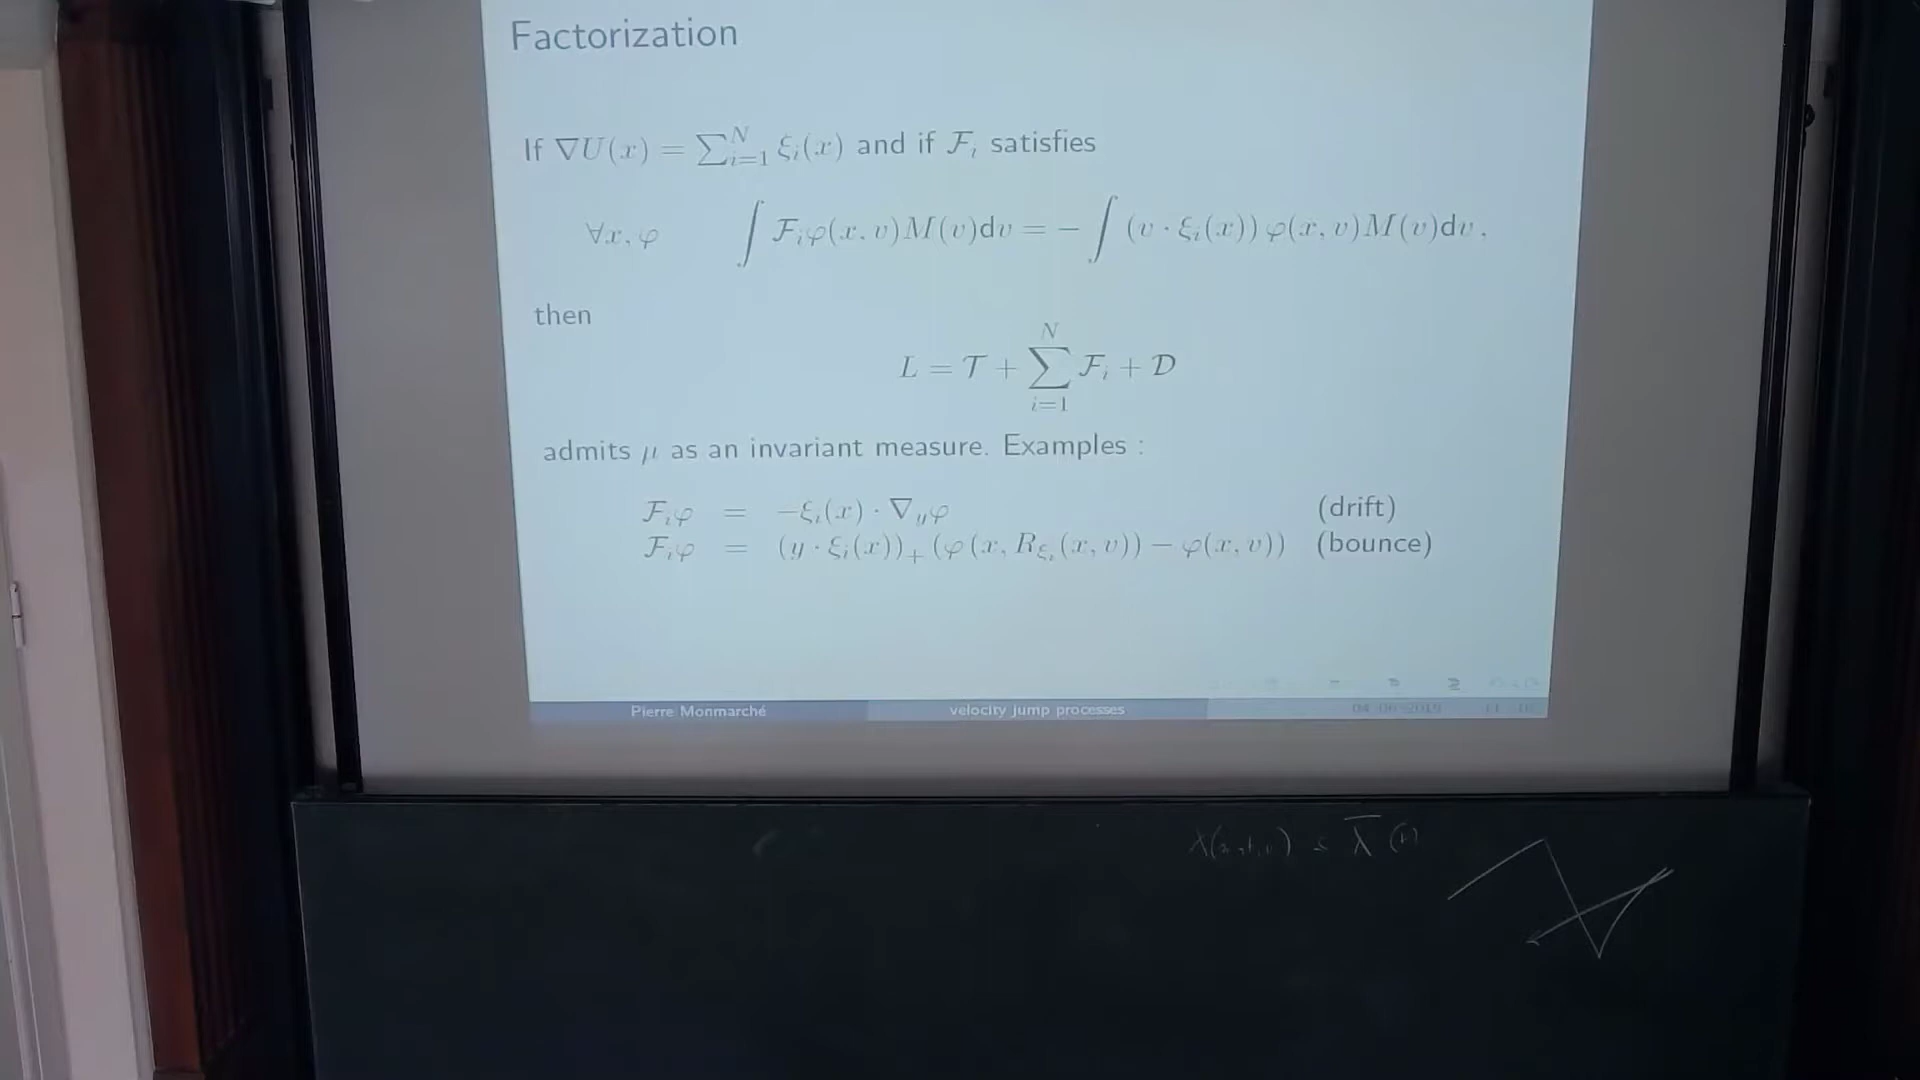 Factorization
If ∇U(x) = ∑_{i=1}^{N} ξ_i(x) and if ℱ_i satisfies
∀x, φ ∫ ℱ_iφ(x, v)M(v)dv = − ∫ (v · ξ_i(x)) φ(x, v)M(v)dv .
then
L = 𝒯 + ∑_{i=1}^{N} ℱ_i + 𝒟
admits μ as an invariant measure. Examples :
ℱ_iφ = −ξ_i(x) · ∇_yφ (drift)
ℱ_iφ = (y · ξ_i(x))_+ (φ (x, R_{ξ_i}(x, v)) − φ(x, v)) (bounce)
Pierre Monmarché velocity jump processes